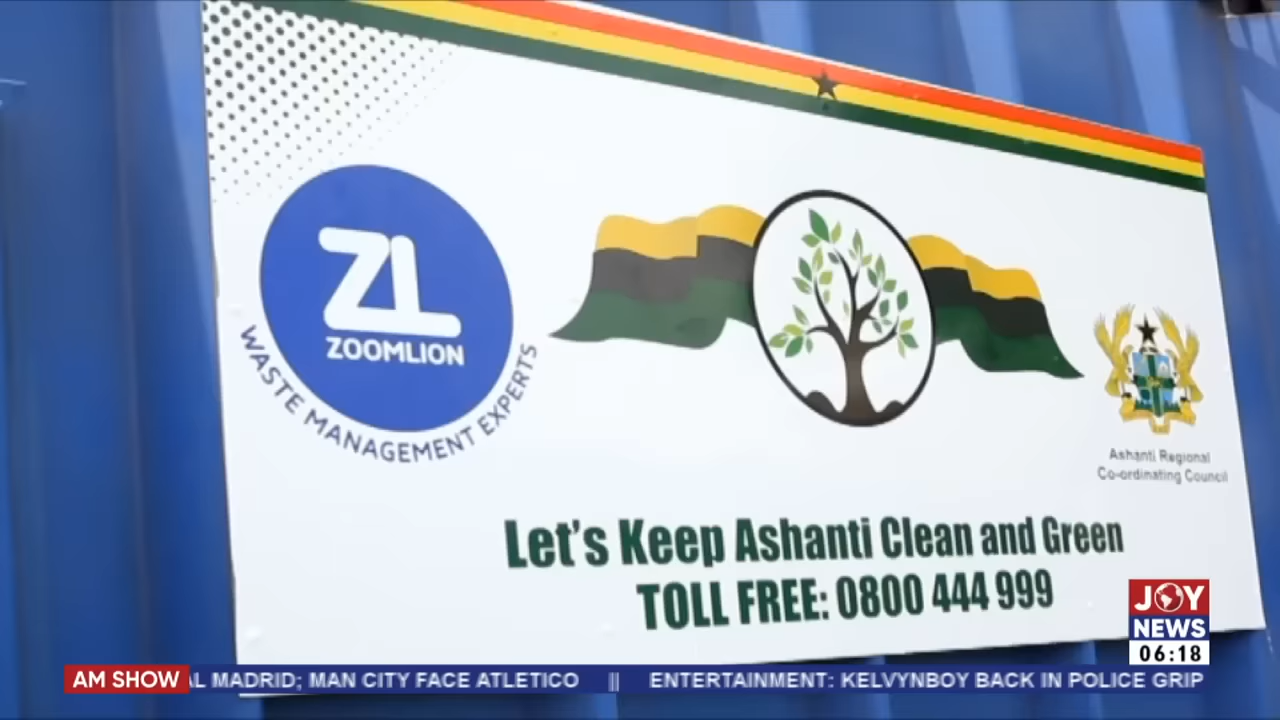 ZL
ZOOMLION
WASTE MANAGEMENT EXPERTS
Ashanti Regional
Co-ordinating Council
Let's Keep Ashanti Clean and Green
TOLL FREE: 0800 444 999
JOY
NEWS
06:18
AM SHOW
AL MADRID; MAN CITY FACE ATLETICO || ENTERTAINMENT: KELVYNBOY BACK IN POLICE GRIP